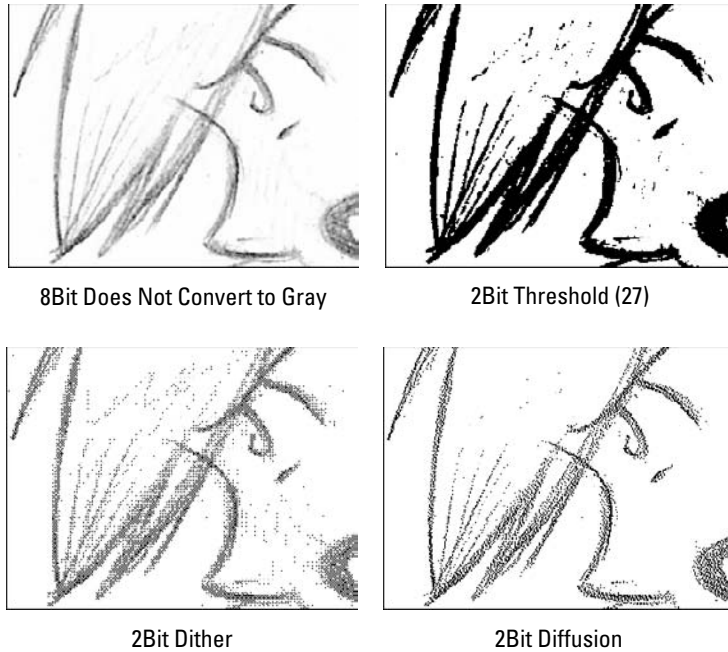 8Bit Does Not Convert to Gray
2Bit Threshold (27)
2Bit Dither
2Bit Diffusion